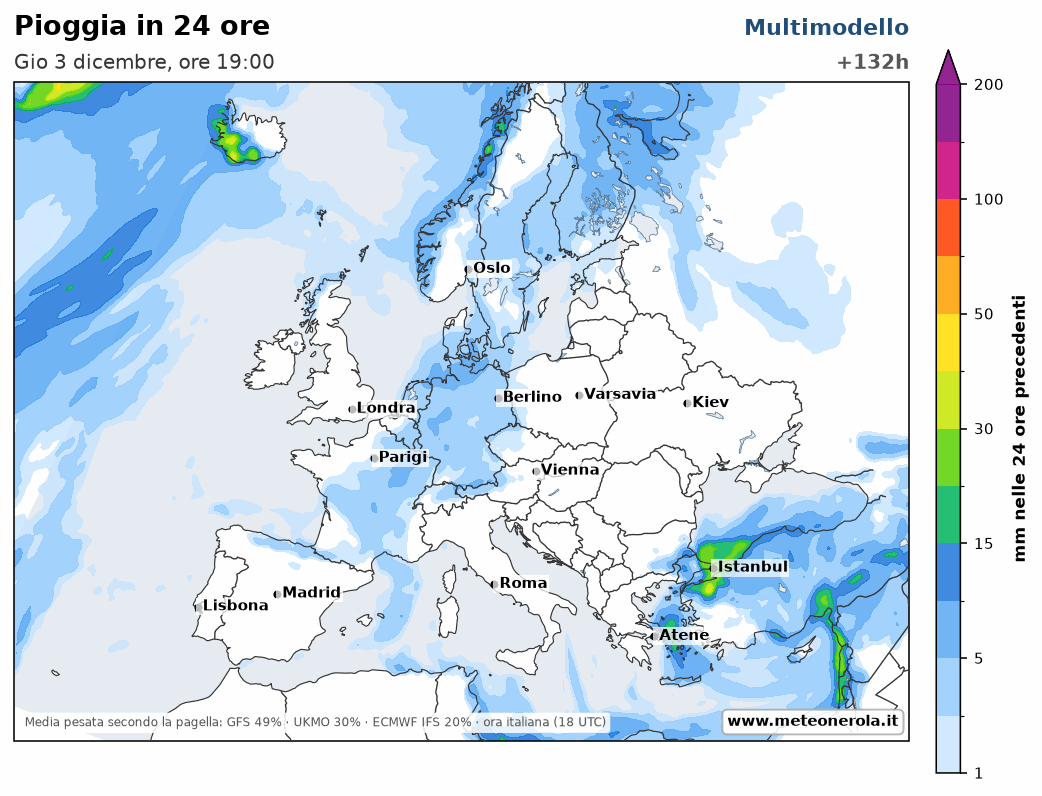 Pioggia in 24 ore
Multimodello
Gio 3 dicembre, ore 19:00
+132h
200
100
50
30
15
5
1
mm nelle 24 ore precedenti
Oslo
Berlino
Varsavia
Kiev
Londra
Parigi
Vienna
Istanbul
Roma
Madrid
Lisbona
Atene
Media pesata secondo la pagella: GFS 49% · UKMO 30% · ECMWF IFS 20% · ora italiana (18 UTC)
www.meteonerola.it